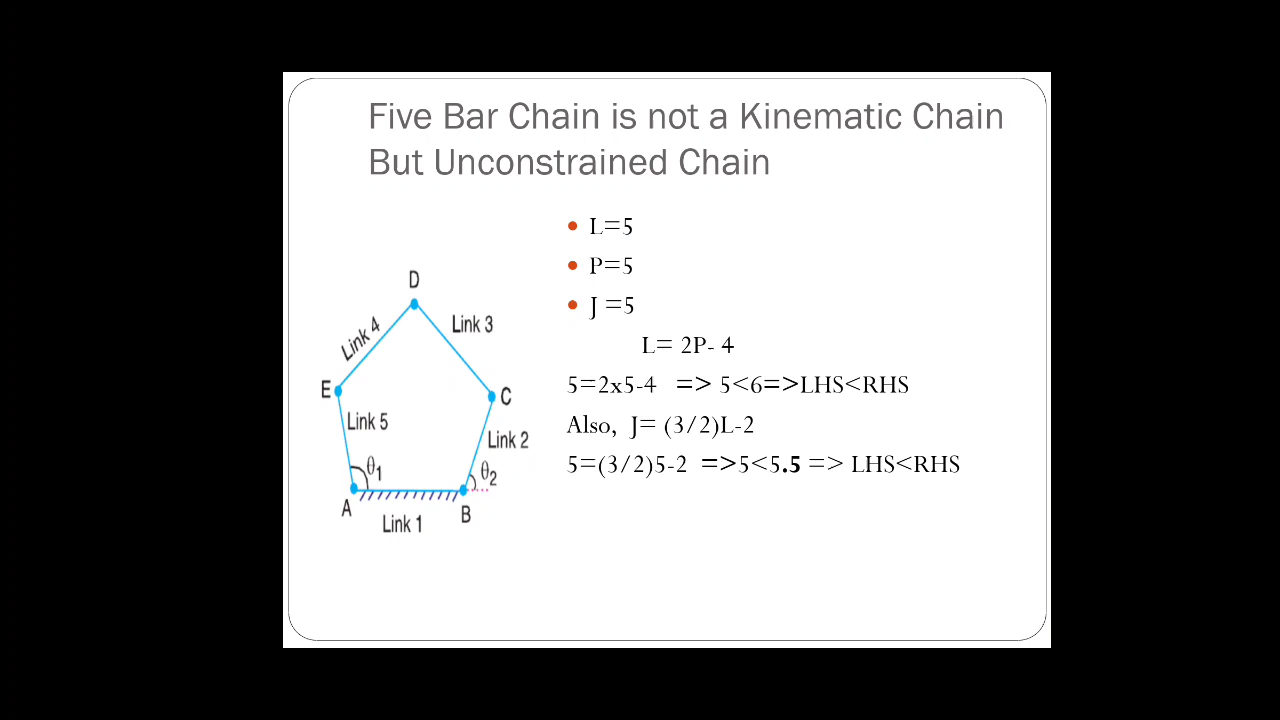 Five Bar Chain is not a Kinematic Chain
But Unconstrained Chain
• L=5
• P=5
• J =5
L= 2P- 4
5=2x5-4 => 5<6=>LHS<RHS
Also, J= (3/2)L-2
5=(3/2)5-2 =>5<5.5 => LHS<RHS
D
Link 4
Link 3
E
C
Link 5
Link 2
θ1
θ2
A
B
Link 1